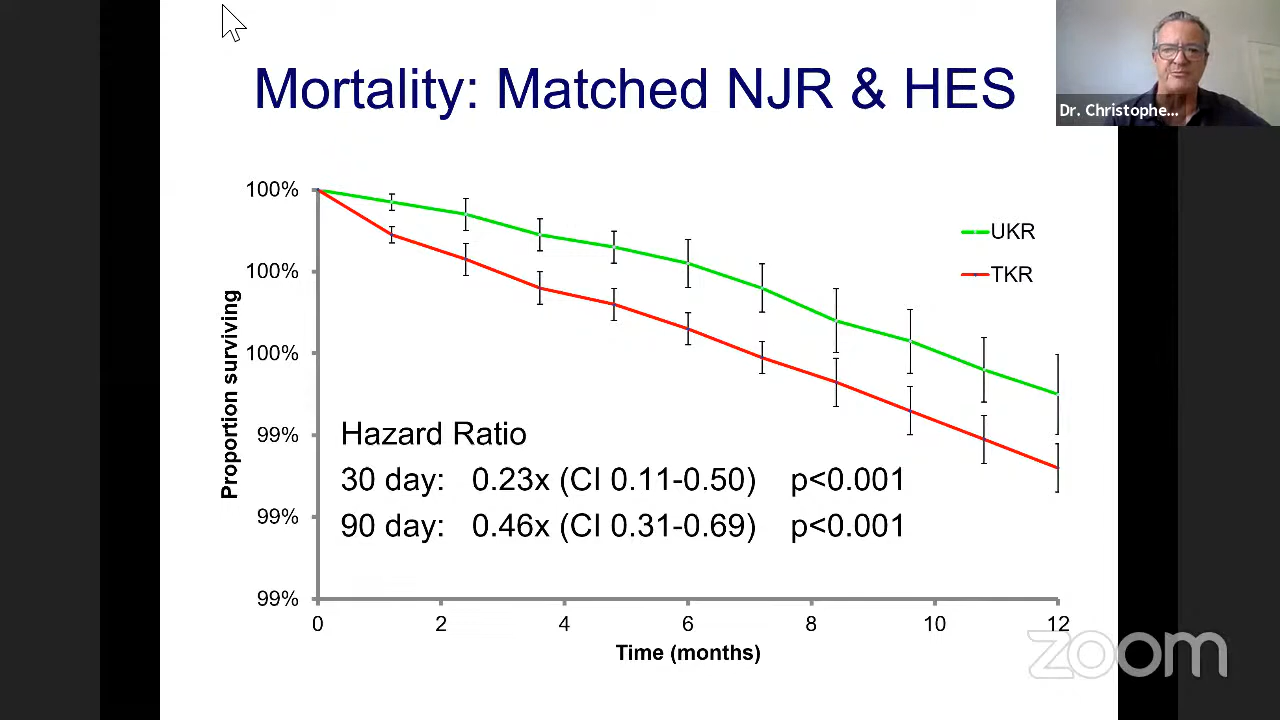 Mortality: Matched NJR & HES
Dr. Christophe...
100%
100%
100%
99%
99%
99%
Proportion surviving
UKR
TKR
Hazard Ratio
30 day: 0.23x (CI 0.11-0.50) p<0.001
90 day: 0.46x (CI 0.31-0.69) p<0.001
0 2 4 6 8 10 12
Time (months)
zoom